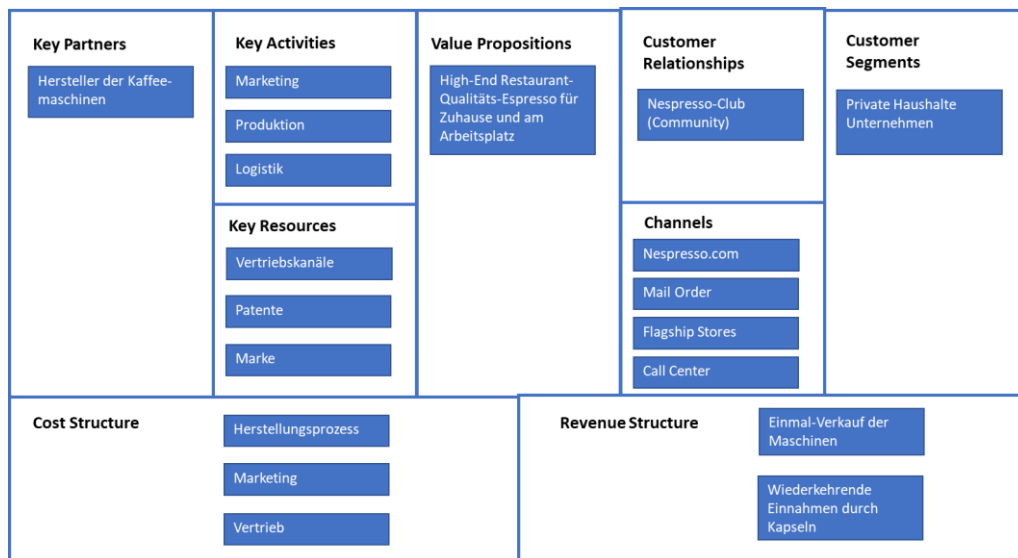 Key Partners
Hersteller der Kaffee-
maschinen
Key Activities
Marketing
Produktion
Logistik
Key Resources
Vertriebskanäle
Patente
Marke
Value Propositions
High-End Restaurant-
Qualitäts-Espresso für
Zuhause und am
Arbeitsplatz
Customer
Relationships
Nespresso-Club
(Community)
Channels
Nespresso.com
Mail Order
Flagship Stores
Call Center
Customer
Segments
Private Haushalte
Unternehmen
Cost Structure
Herstellungsprozess
Marketing
Vertrieb
Revenue Structure
Einmal-Verkauf der
Maschinen
Wiederkehrende
Einnahmen durch
Kapseln